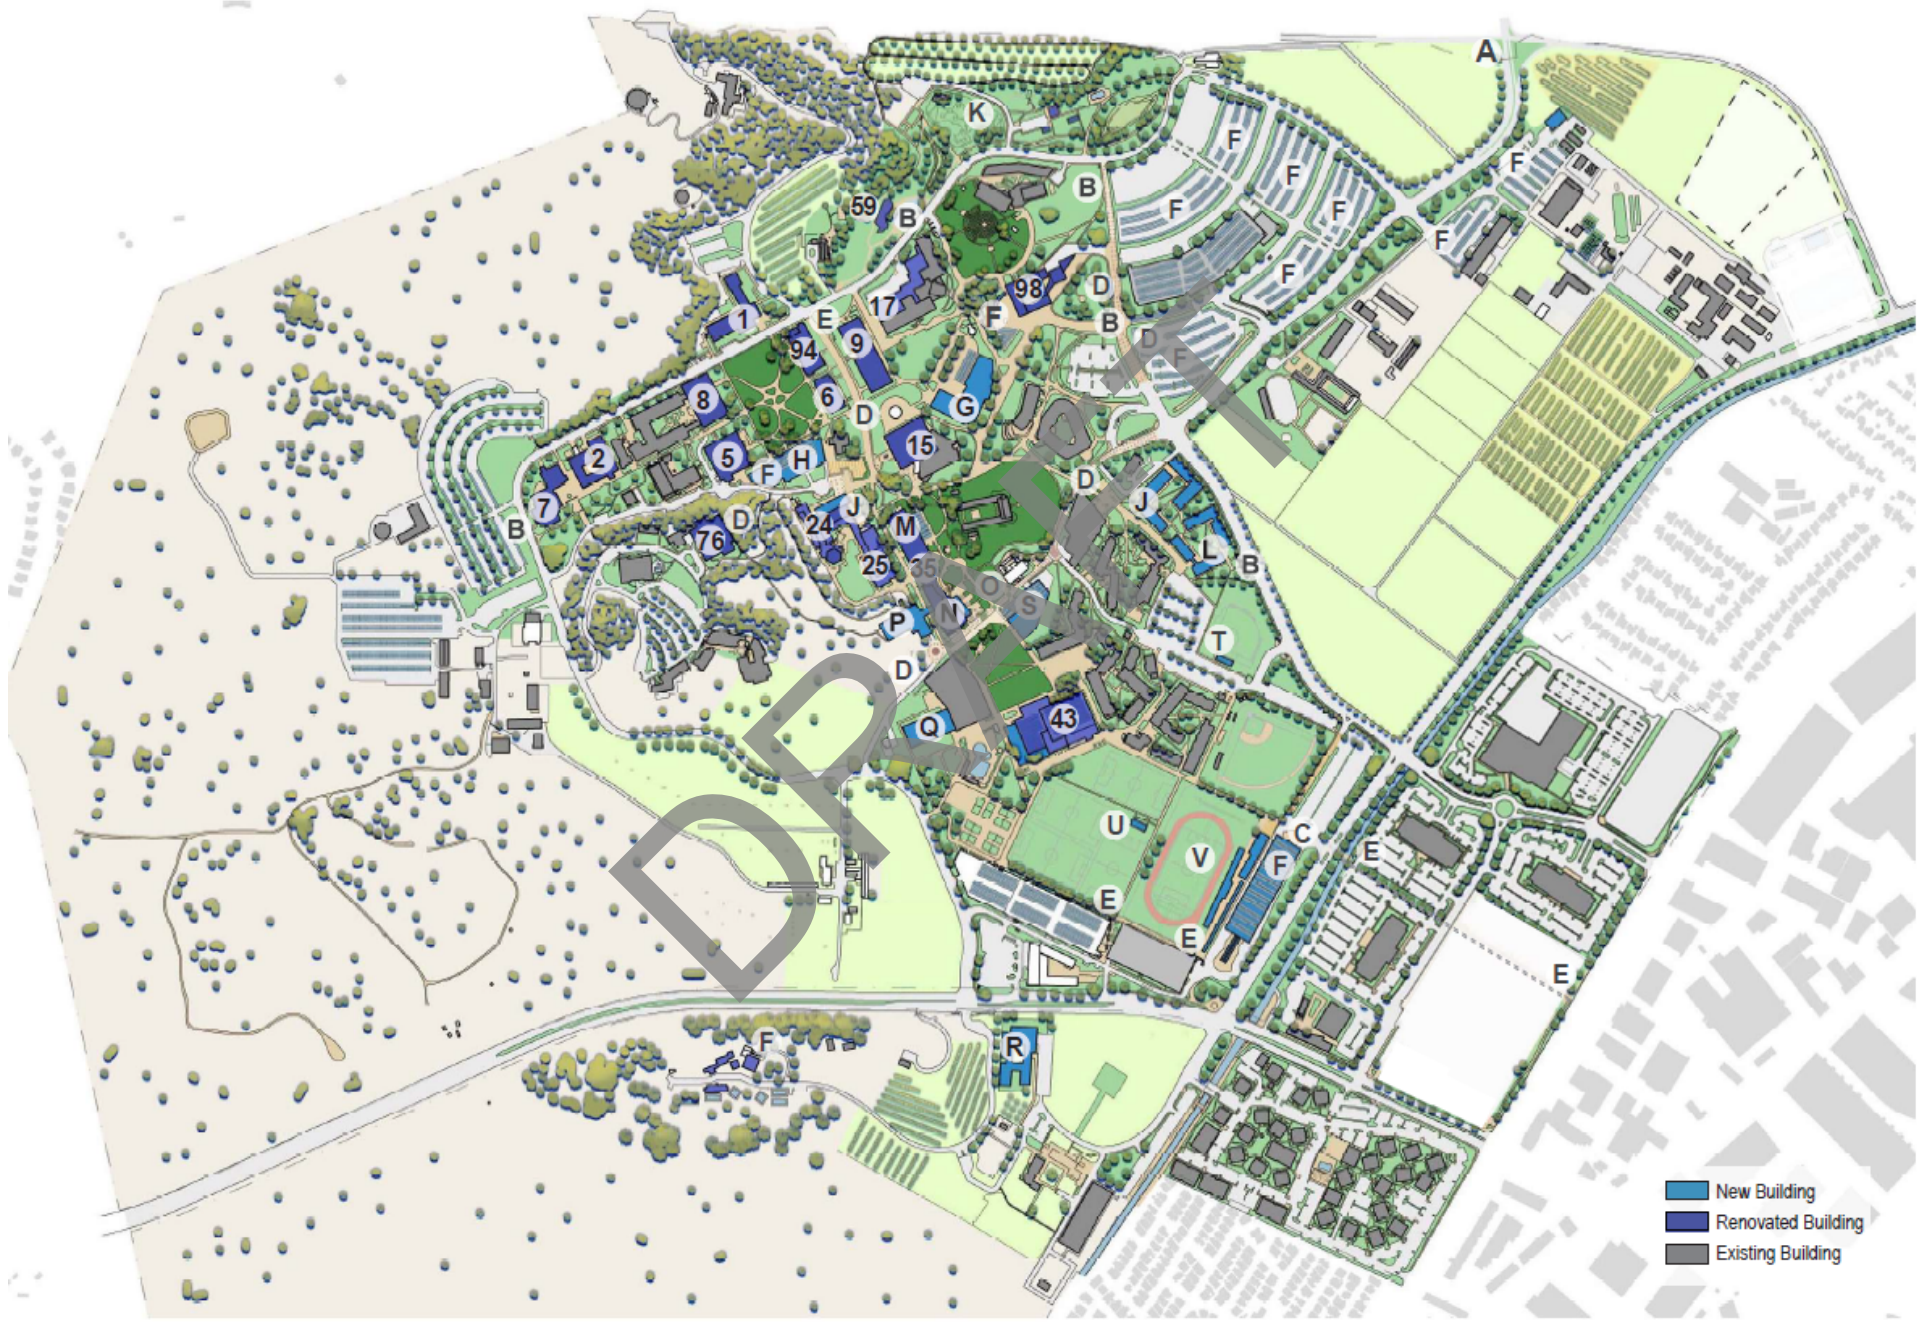 A
K
F
F
F
B
F
F
59
B
F
F
98
D
F
17
1
E
F
B
94
9
D
F
8
6
G
D
15
2
5
H
F
D
7
J
J
24
M
B
76
D
L
25
35
B
O
S
P
N
T
D
43
Q
U
C
V
E
F
E
E
E
F
R
DRAFT
New Building
Renovated Building
Existing Building